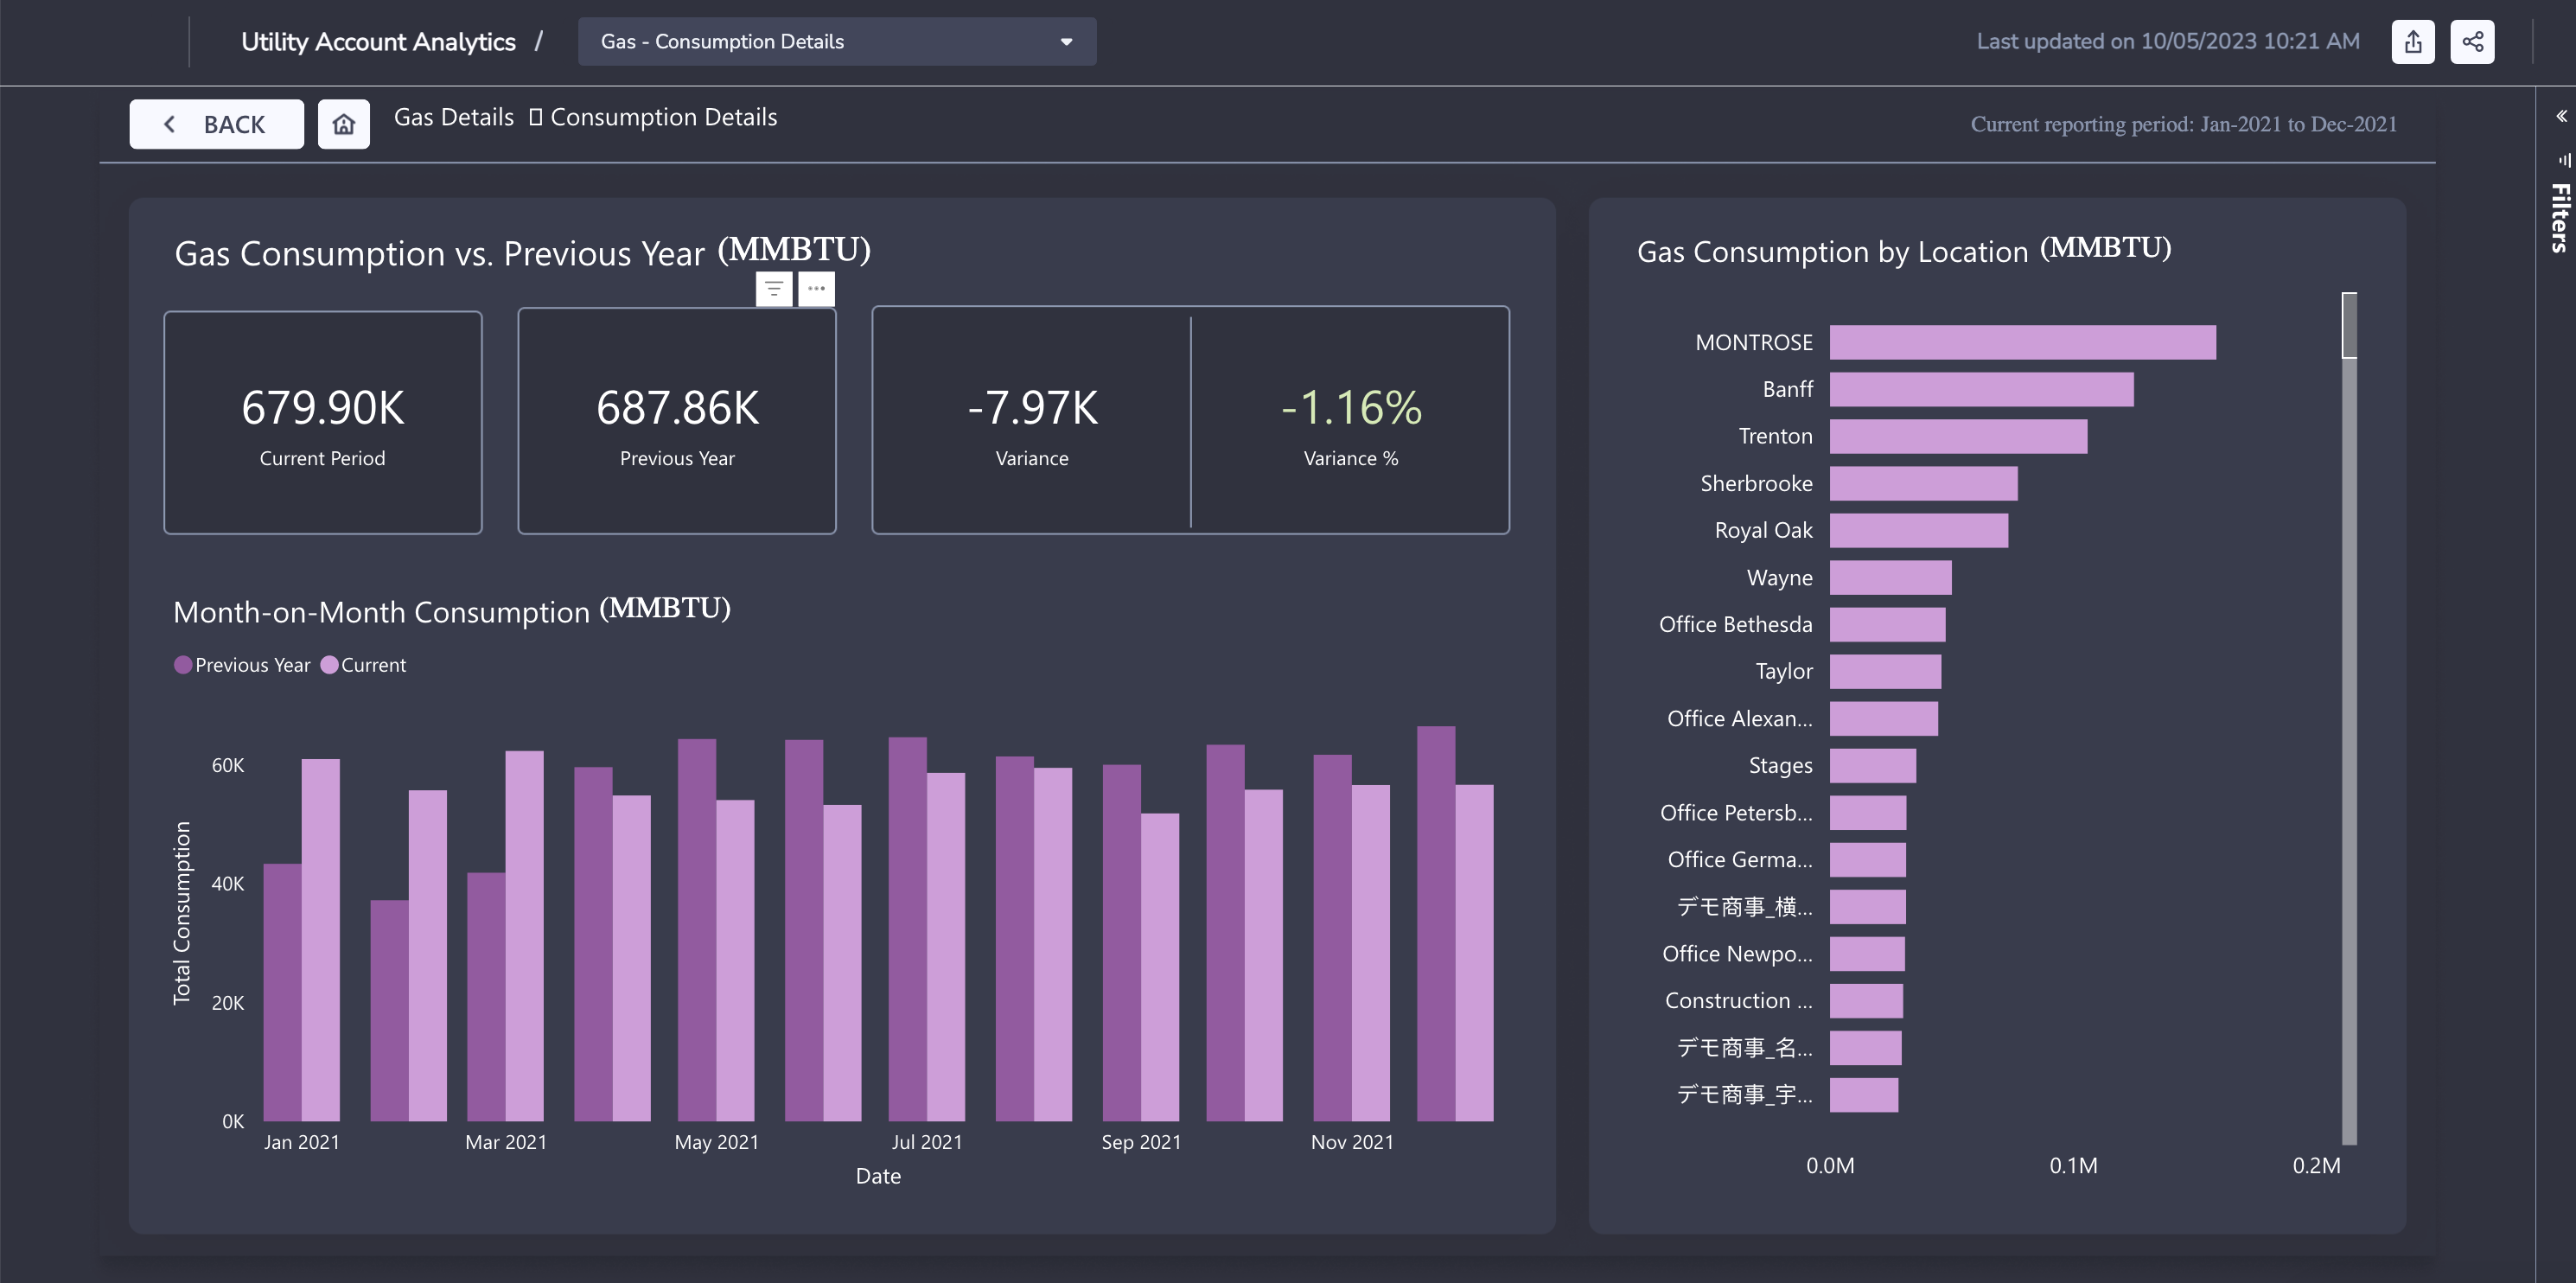 Utility Account Analytics /
Gas - Consumption Details
Last updated on 10/05/2023 10:21 AM
BACK
Gas Details ▯ Consumption Details
Current reporting period: Jan-2021 to Dec-2021
Filters
Gas Consumption vs. Previous Year (MMBTU)
679.90K
Current Period
687.86K
Previous Year
-7.97K
Variance
-1.16%
Variance %
Month-on-Month Consumption (MMBTU)
Previous Year
Current
Total Consumption
60K
40K
20K
0K
Jan 2021
Mar 2021
May 2021
Jul 2021
Sep 2021
Nov 2021
Date
Gas Consumption by Location (MMBTU)
MONTROSE
Banff
Trenton
Sherbrooke
Royal Oak
Wayne
Office Bethesda
Taylor
Office Alexan...
Stages
Office Petersb...
Office Germa...
デモ商事_横...
Office Newpo...
Construction ...
デモ商事_名...
デモ商事_宇...
0.0M
0.1M
0.2M